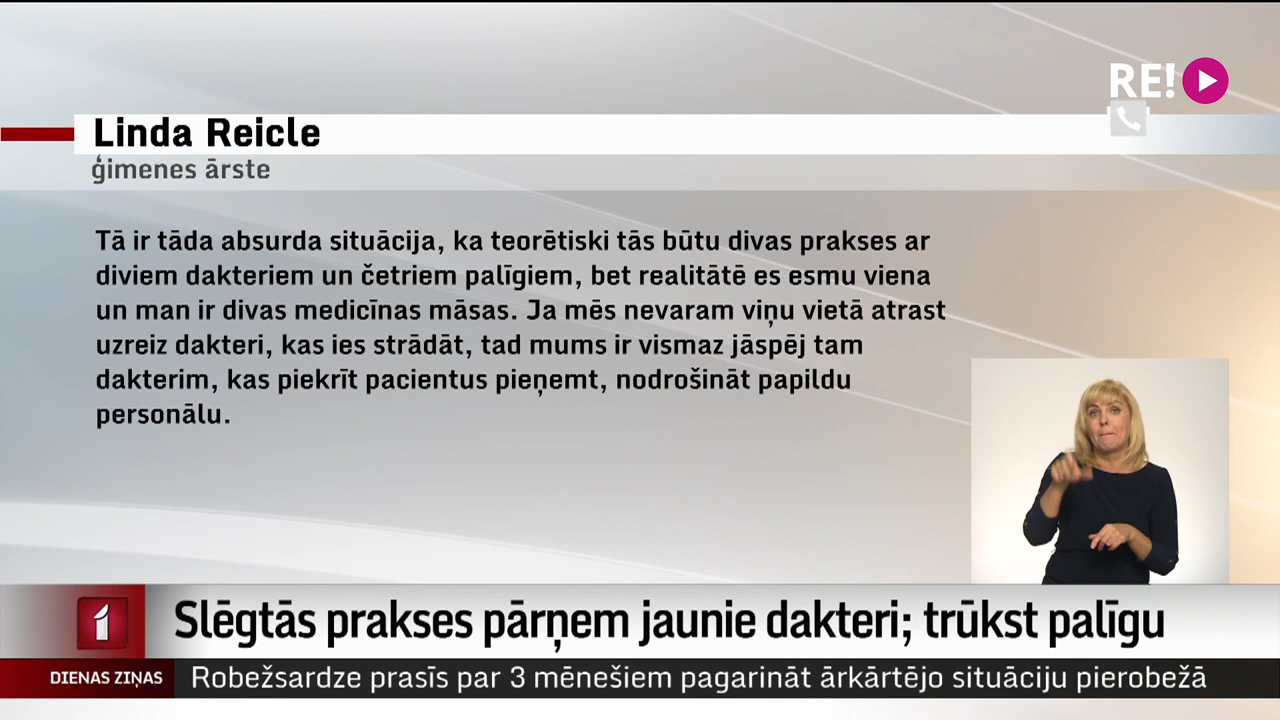 RE!
Linda Reicle
ģimenes ārste
Tā ir tāda absurda situācija, ka teorētiski tās būtu divas prakses ar
diviem dakteriem un četriem palīgiem, bet realitātē es esmu viena
un man ir divas medicīnas māsas. Ja mēs nevaram viņu vietā atrast
uzreiz dakteri, kas ies strādāt, tad mums ir vismaz jāspēj tam
dakterim, kas piekrīt pacientus pieņemt, nodrošināt papildu
personālu.
1
Slēgtās prakses pārņem jaunie dakteri; trūkst palīgu
DIENAS ZIŅAS
Robežsardze prasīs par 3 mēnešiem pagarināt ārkārtējo situāciju pierobežā